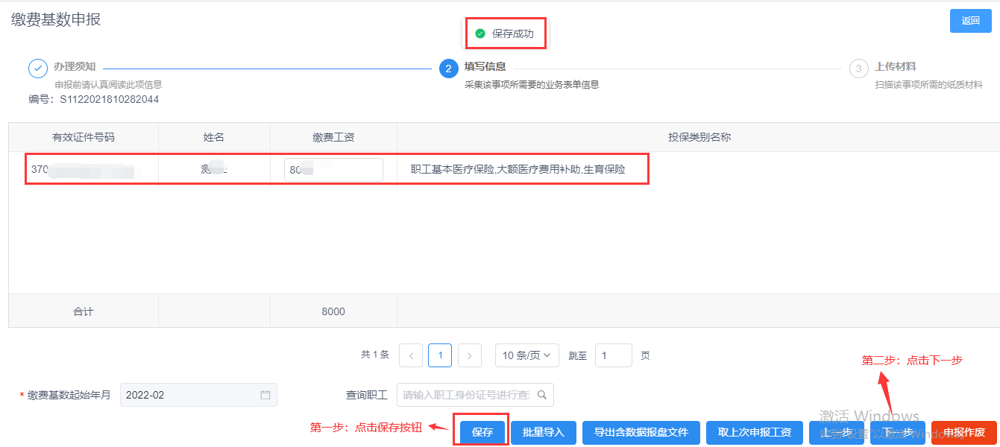 缴费基数申报
保存成功
返回
办理须知
申报前请认真阅读此项信息
2
填写信息
采集该事项所需要的业务表单信息
3
上传材料
扫描该事项所需的纸质材料
编号：S1122021810282044
有效证件号码 姓名 缴费工资 投保类别名称
370 测 80 职工基本医疗保险,大额医疗费用补助,生育保险
合计 8000
共 1 条 1 10 条/页 跳至 1 页
第二步：点击下一步
* 缴费基数起始年月 2022-02 查询职工 请输入职工身份证号进行查询
第一步：点击保存按钮
保存 批量导入 导出含数据报盘文件 取上次申报工资 上一步 下一步 申报作废
激活 Windows
转到"设置"以激活 Windows。